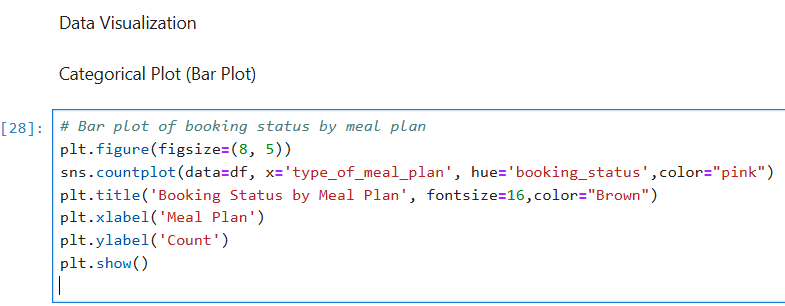 Data Visualization
Categorical Plot (Bar Plot)
[28]:
# Bar plot of booking status by meal plan
plt.figure(figsize=(8, 5))
sns.countplot(data=df, x='type_of_meal_plan', hue='booking_status',color="pink")
plt.title('Booking Status by Meal Plan', fontsize=16,color="Brown")
plt.xlabel('Meal Plan')
plt.ylabel('Count')
plt.show()